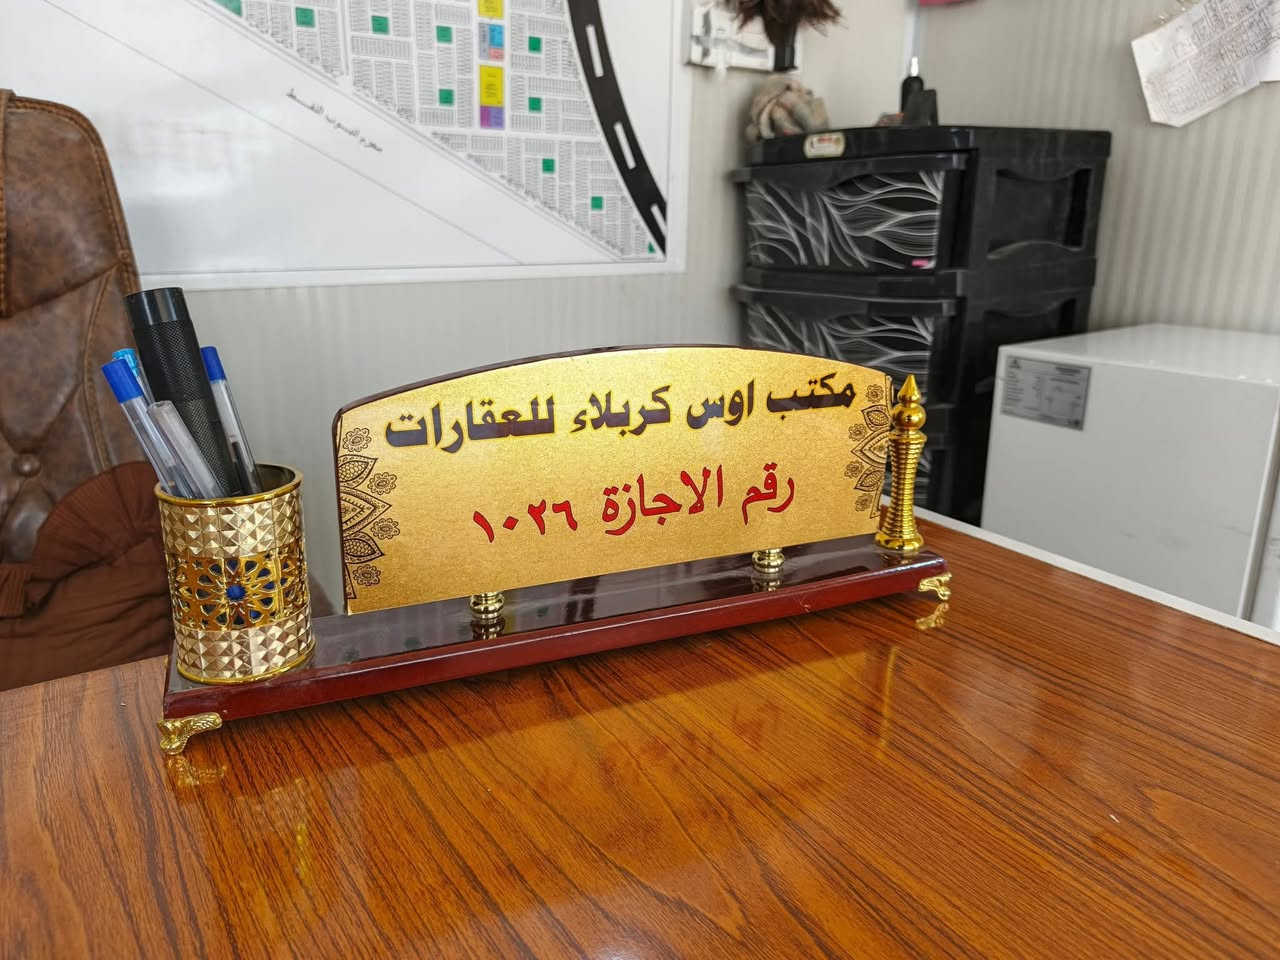 مكتب اوس كربلاء للعقارات
رقم الاجازة ١٠٢٦